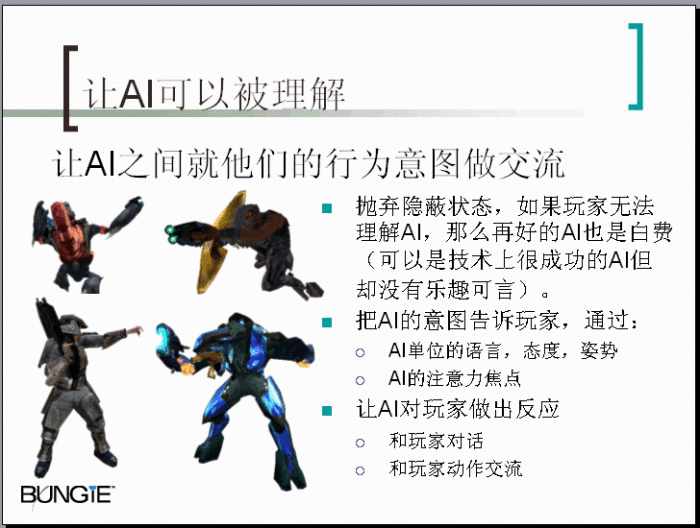 让AI可以被理解
让AI之间就他们的行为意图做交流
抛弃隐蔽状态，如果玩家无法
理解AI，那么再好的AI也是白费
（可以是技术上很成功的AI但
却没有乐趣可言）。
把AI的意图告诉玩家，通过：
AI单位的语言，态度，姿势
AI的注意力焦点
让AI对玩家做出反应
和玩家对话
和玩家动作交流
BUNGIE™